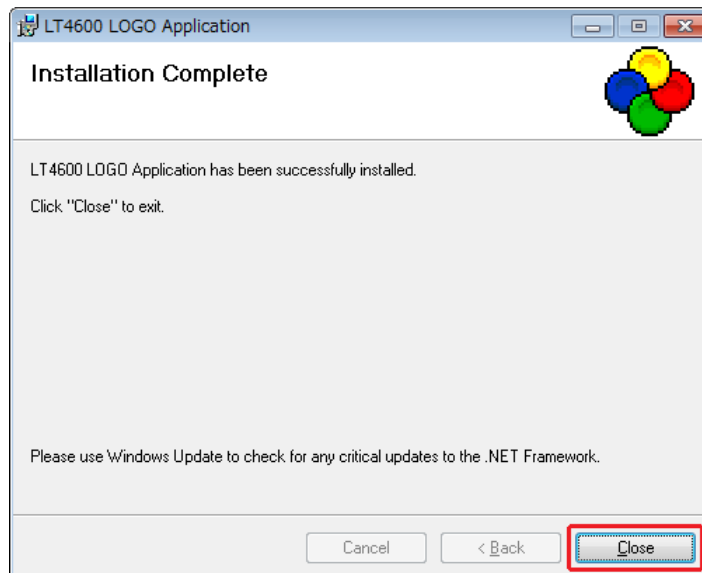 LT4600 LOGO Application
Installation Complete
LT4600 LOGO Application has been successfully installed.
Click "Close" to exit.
Please use Windows Update to check for any critical updates to the .NET Framework.
Cancel
< Back
Close